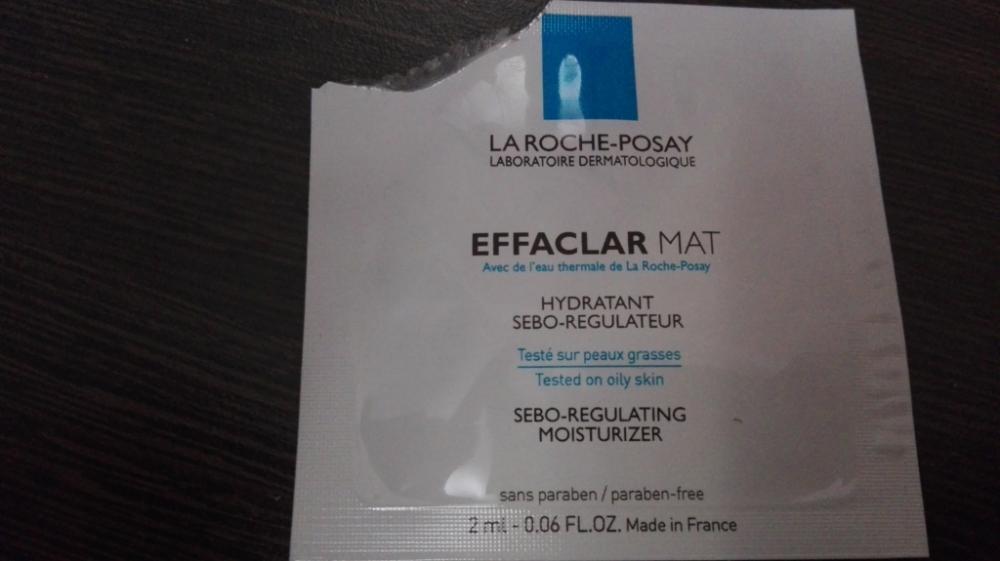 LA ROCHE-POSAY
LABORATOIRE DERMATOLOGIQUE
EFFACLAR MAT
Avec de l'eau thermale de La Roche-Posay
HYDRATANT
SEBO-REGULATEUR
Testé sur peaux grasses
Tested on oily skin
SEBO-REGULATING
MOISTURIZER
sans paraben / paraben-free
2 ml - 0.06 FL.OZ. Made in France